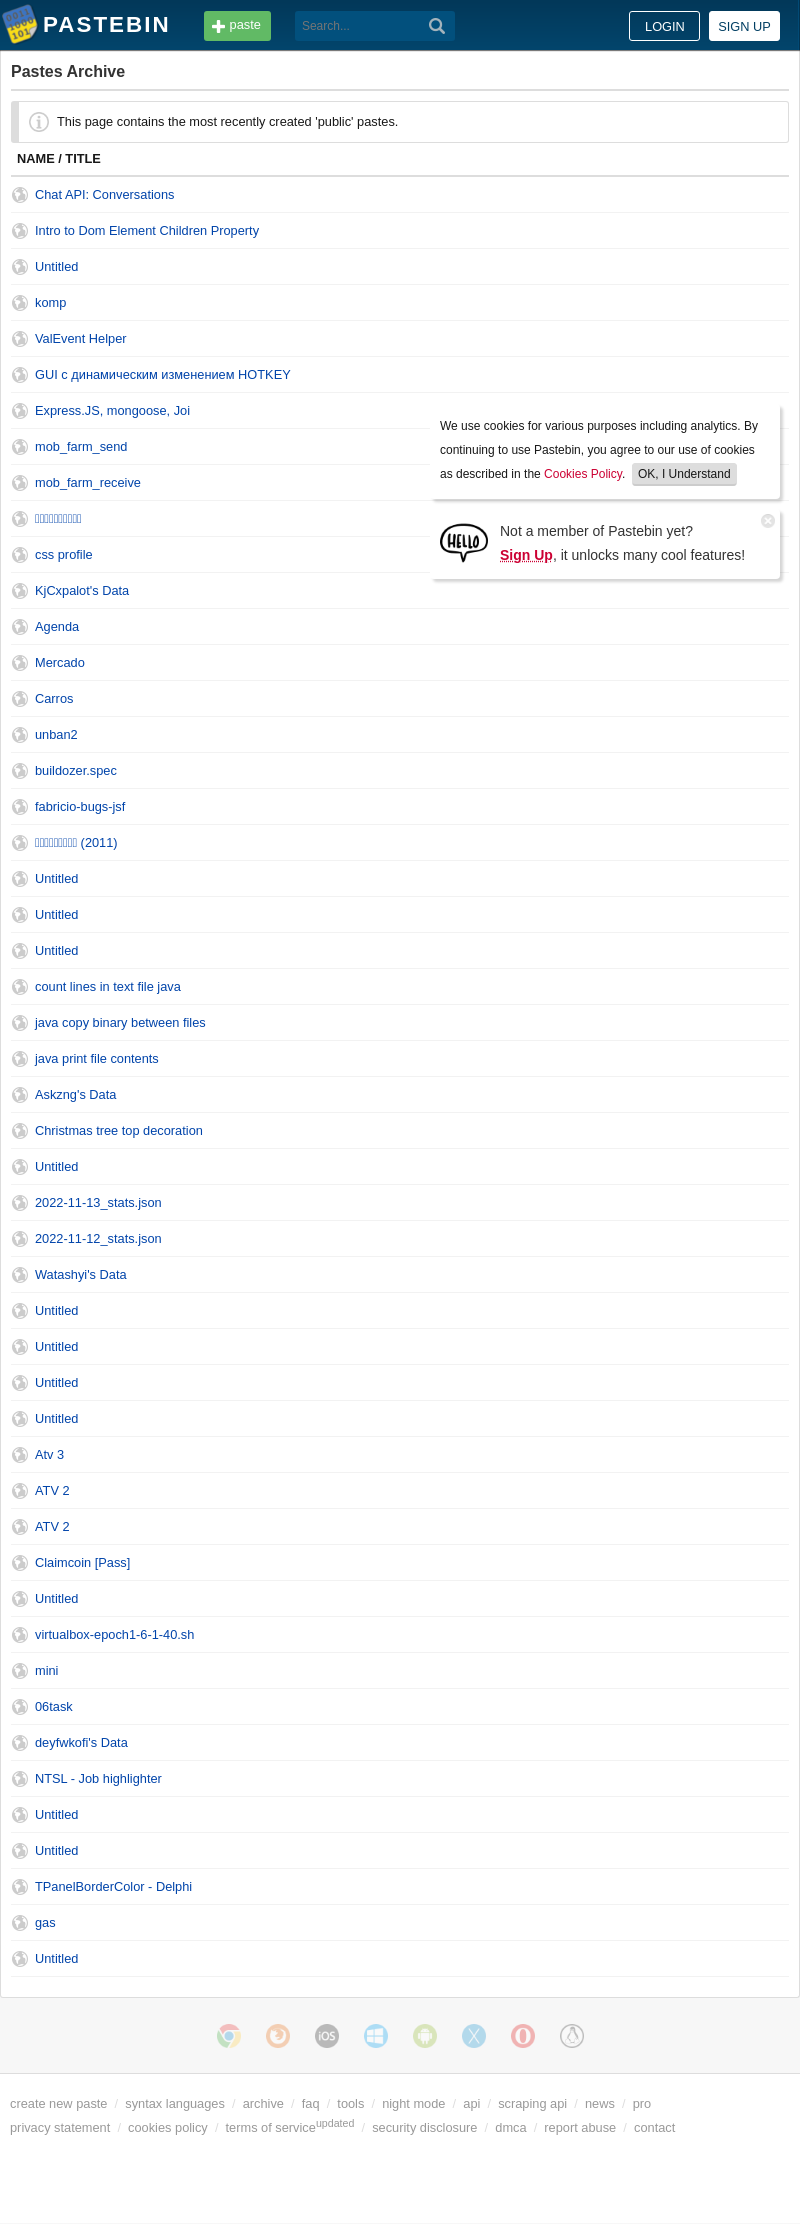 PASTEBIN
paste
Search...
LOGIN
SIGN UP
Pastes Archive
This page contains the most recently created 'public' pastes.
NAME / TITLE
Chat API: Conversations
Intro to Dom Element Children Property
Untitled
komp
ValEvent Helper
GUI с динамическим изменением HOTKEY
Express.JS, mongoose, Joi
We use cookies for various purposes including analytics. By
continuing to use Pastebin, you agree to our use of cookies
as described in the Cookies Policy. OK, I Understand
mob_farm_send
mob_farm_receive
HELLO
Not a member of Pastebin yet?
Sign Up, it unlocks many cool features!
css profile
KjCxpalot's Data
Agenda
Mercado
Carros
unban2
buildozer.spec
fabricio-bugs-jsf
(2011)
Untitled
Untitled
Untitled
count lines in text file java
java copy binary between files
java print file contents
Askzng's Data
Christmas tree top decoration
Untitled
2022-11-13_stats.json
2022-11-12_stats.json
Watashyi's Data
Untitled
Untitled
Untitled
Untitled
Atv 3
ATV 2
ATV 2
Claimcoin [Pass]
Untitled
virtualbox-epoch1-6-1-40.sh
mini
06task
deyfwkofi's Data
NTSL - Job highlighter
Untitled
Untitled
TPanelBorderColor - Delphi
gas
Untitled
iOS
create new paste / syntax languages / archive / faq / tools / night mode / api / scraping api / news / pro
privacy statement / cookies policy / terms of service updated / security disclosure / dmca / report abuse / contact